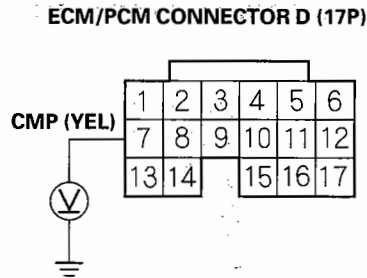 ECM/PCM CONNECTOR D (17P)
1 2 3 4 5 6
CMP (YEL)
7 8 9 10 11 12
13 14 15 16 17
V